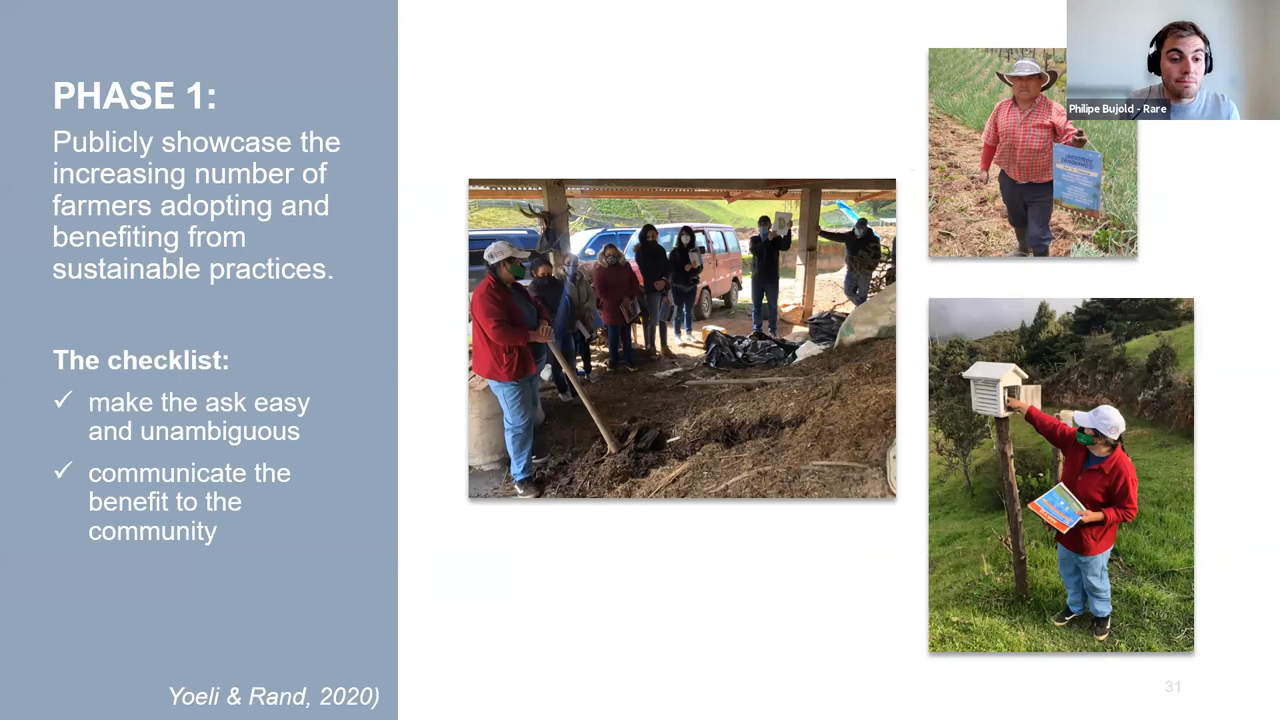 PHASE 1:
Publicly showcase the
increasing number of
farmers adopting and
benefiting from
sustainable practices.
The checklist:
✓ make the ask easy
and unambiguous
✓ communicate the
benefit to the
community
Yoeli & Rand, 2020)
Philipe Bujold - Rare
31